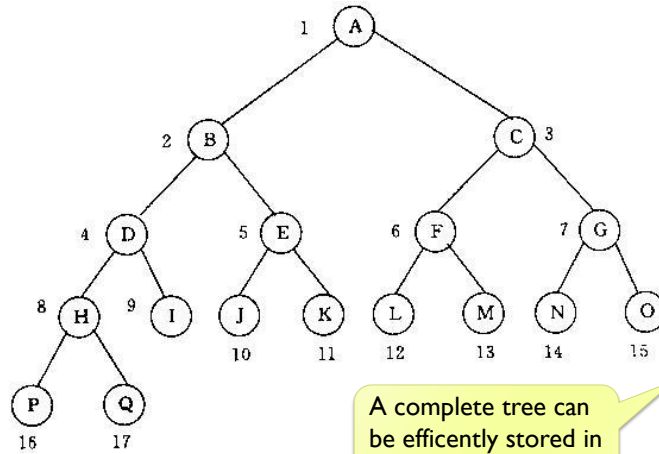 1 A
2 B C 3
4 D 5 E 6 F 7 G
8 H 9 I J K L M N O
10 11 12 13 14 15
P Q
16 17
A complete tree can
be efficently stored in